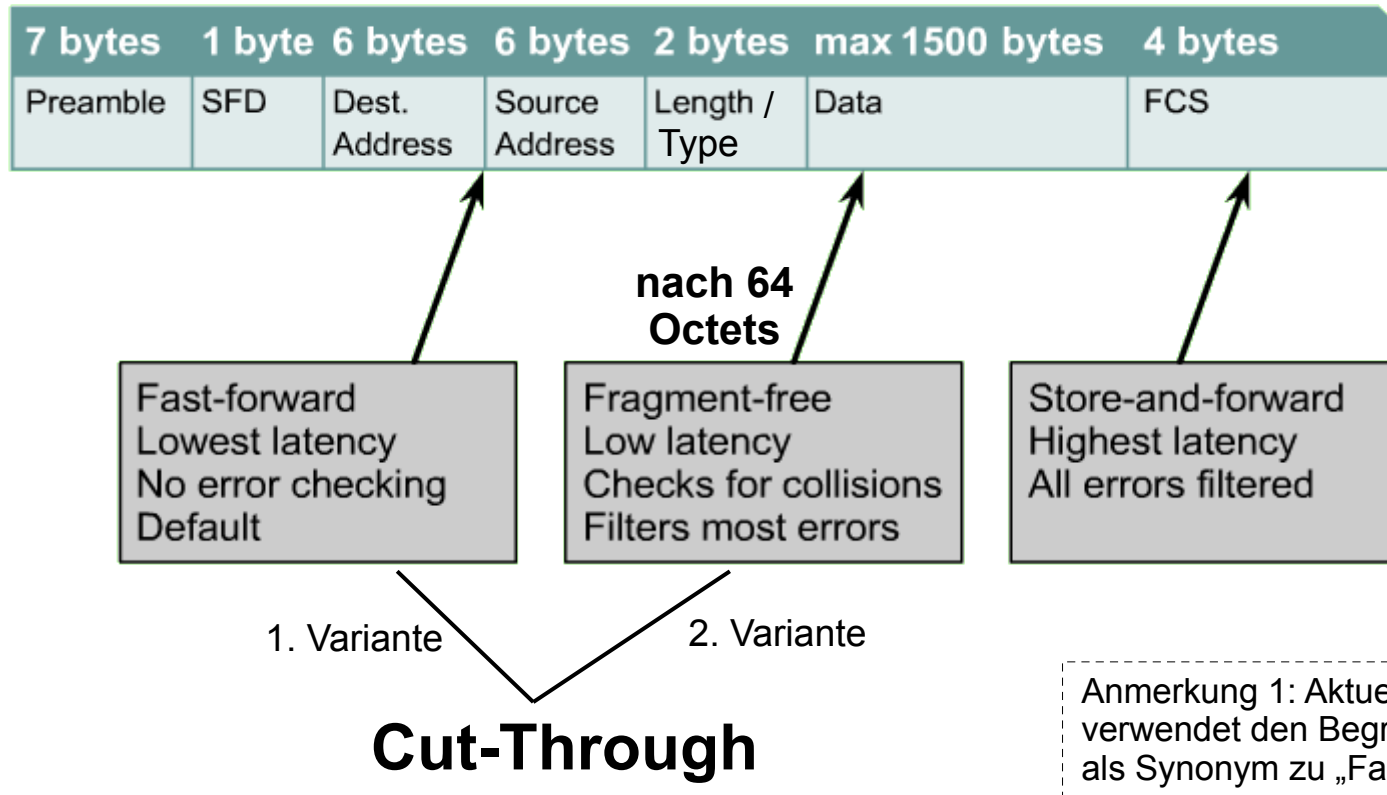 7 bytes 1 byte 6 bytes 6 bytes 2 bytes max 1500 bytes 4 bytes
Preamble SFD Dest. Address Source Address Length / Type Data FCS
nach 64
Octets
Fast-forward
Lowest latency
No error checking
Default
Fragment-free
Low latency
Checks for collisions
Filters most errors
Store-and-forward
Highest latency
All errors filtered
1. Variante
2. Variante
Cut-Through
Anmerkung 1:
verwendet den
als Synonym zu